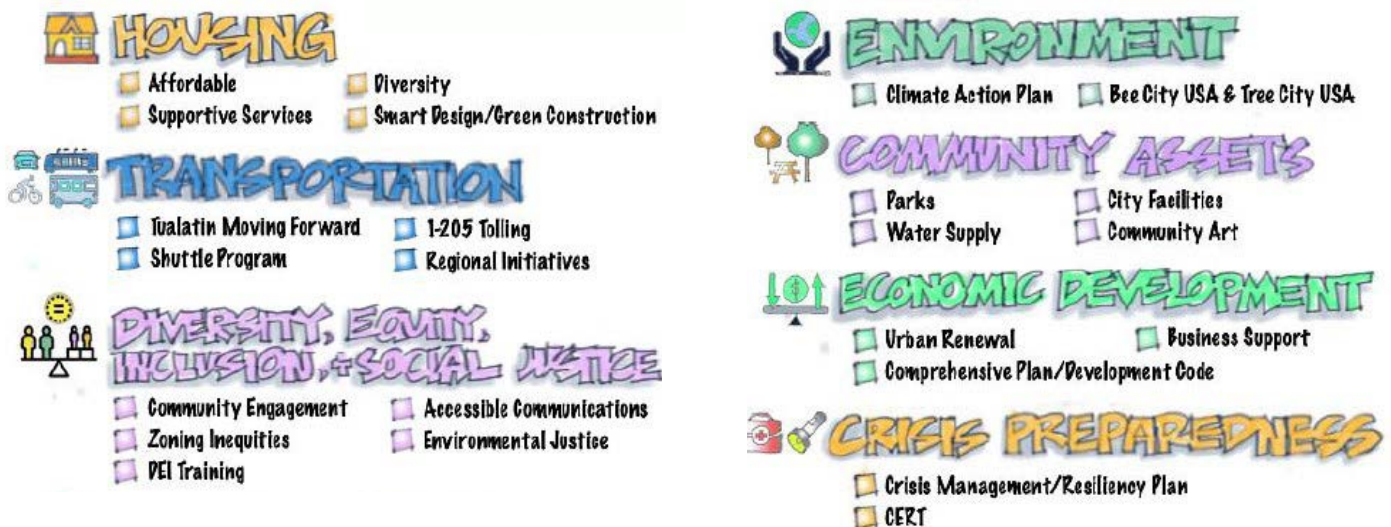 HOUSING
Affordable
Diversity
Supportive Services
Smart Design/Green Construction
TRANSPORTATION
Tualatin Moving Forward
1-205 Tolling
Shuttle Program
Regional Initiatives
DIVERSITY, EQUITY,
INCLUSION, + SOCIAL JUSTICE
Community Engagement
Accessible Communications
Zoning Inequities
Environmental Justice
DEI Training
ENVIRONMENT
Climate Action Plan
Bee City USA & Tree City USA
COMMUNITY ASSETS
Parks
City Facilities
Water Supply
Community Art
ECONOMIC DEVELOPMENT
Urban Renewal
Business Support
Comprehensive Plan/Development Code
CRISIS PREPAREDNESS
Crisis Management/Resiliency Plan
CERT